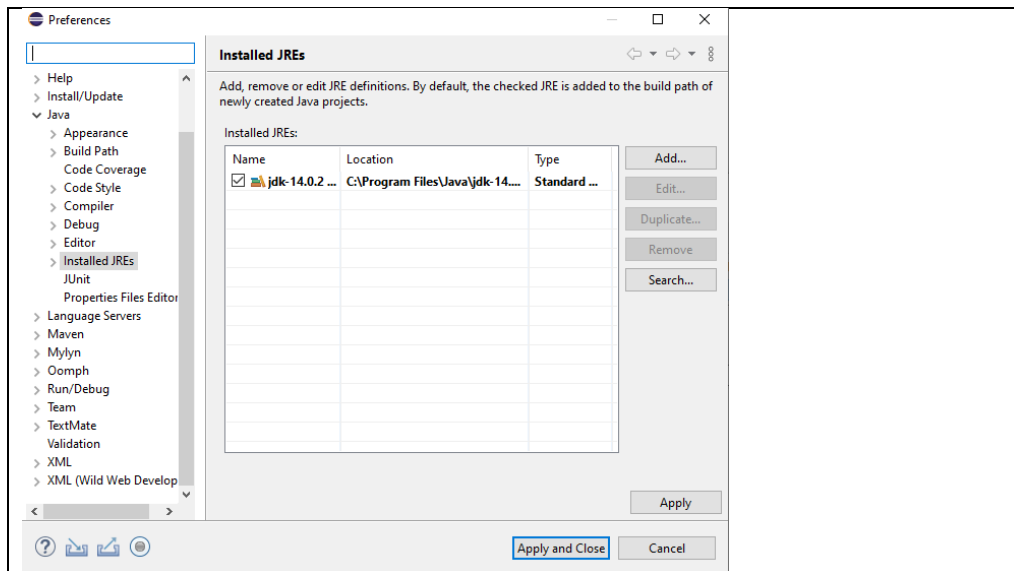 Preferences
Installed JREs
Help
Install/Update
Java
Appearance
Build Path
Code Coverage
Code Style
Compiler
Debug
Editor
Installed JREs
JUnit
Properties Files Editor
Language Servers
Maven
Mylyn
Oomph
Run/Debug
Team
TextMate
Validation
XML
XML (Wild Web Develop
Add, remove or edit JRE definitions. By default, the checked JRE is added to the build path of
newly created Java projects.
Installed JREs:
Name Location Type
jdk-14.0.2 ... C:\Program Files\Java\jdk-14.... Standard ...
Add...
Edit...
Duplicate...
Remove
Search...
Apply
Apply and Close Cancel